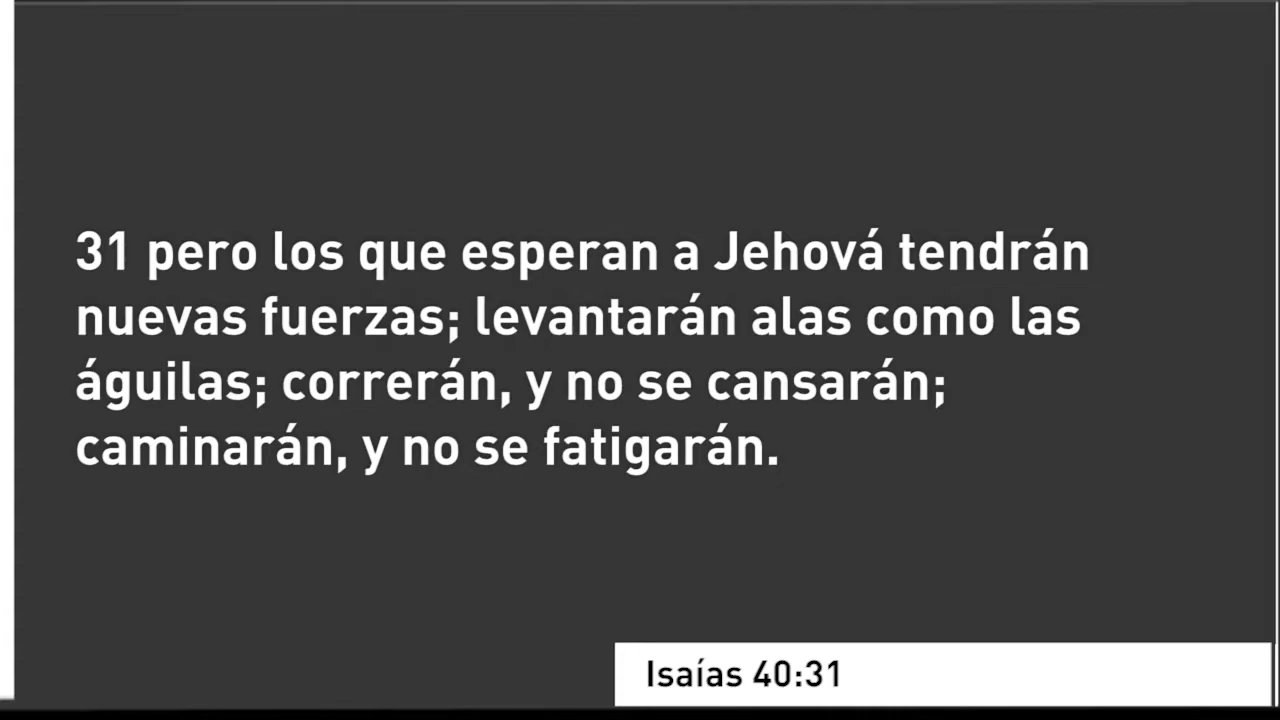 31 pero los que esperan a Jehová tendrán
nuevas fuerzas; levantarán alas como las
águilas; correrán, y no se cansarán;
caminarán, y no se fatigarán.
Isaías 40:31